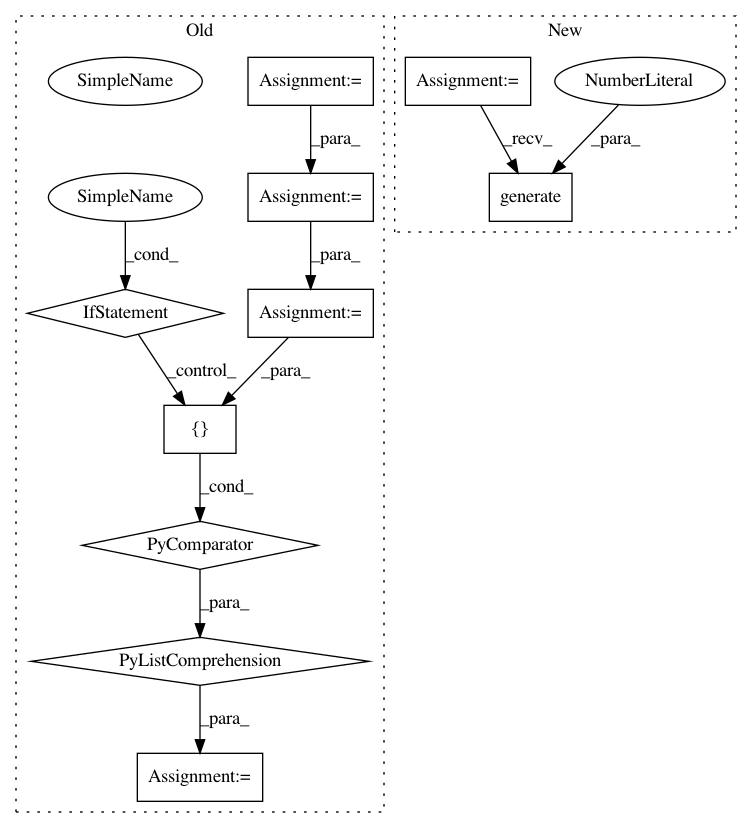 Old
New
SimpleName
Assignment:=
Assignment:=
NumberLiteral
_para_
_recv_
_para_
SimpleName
Assignment:=
generate
_cond_
_para_
IfStatement
Assignment:=
_control_
_para_
{}
_cond_
PyComparator
_para_
PyListComprehension
_para_
Assignment:=